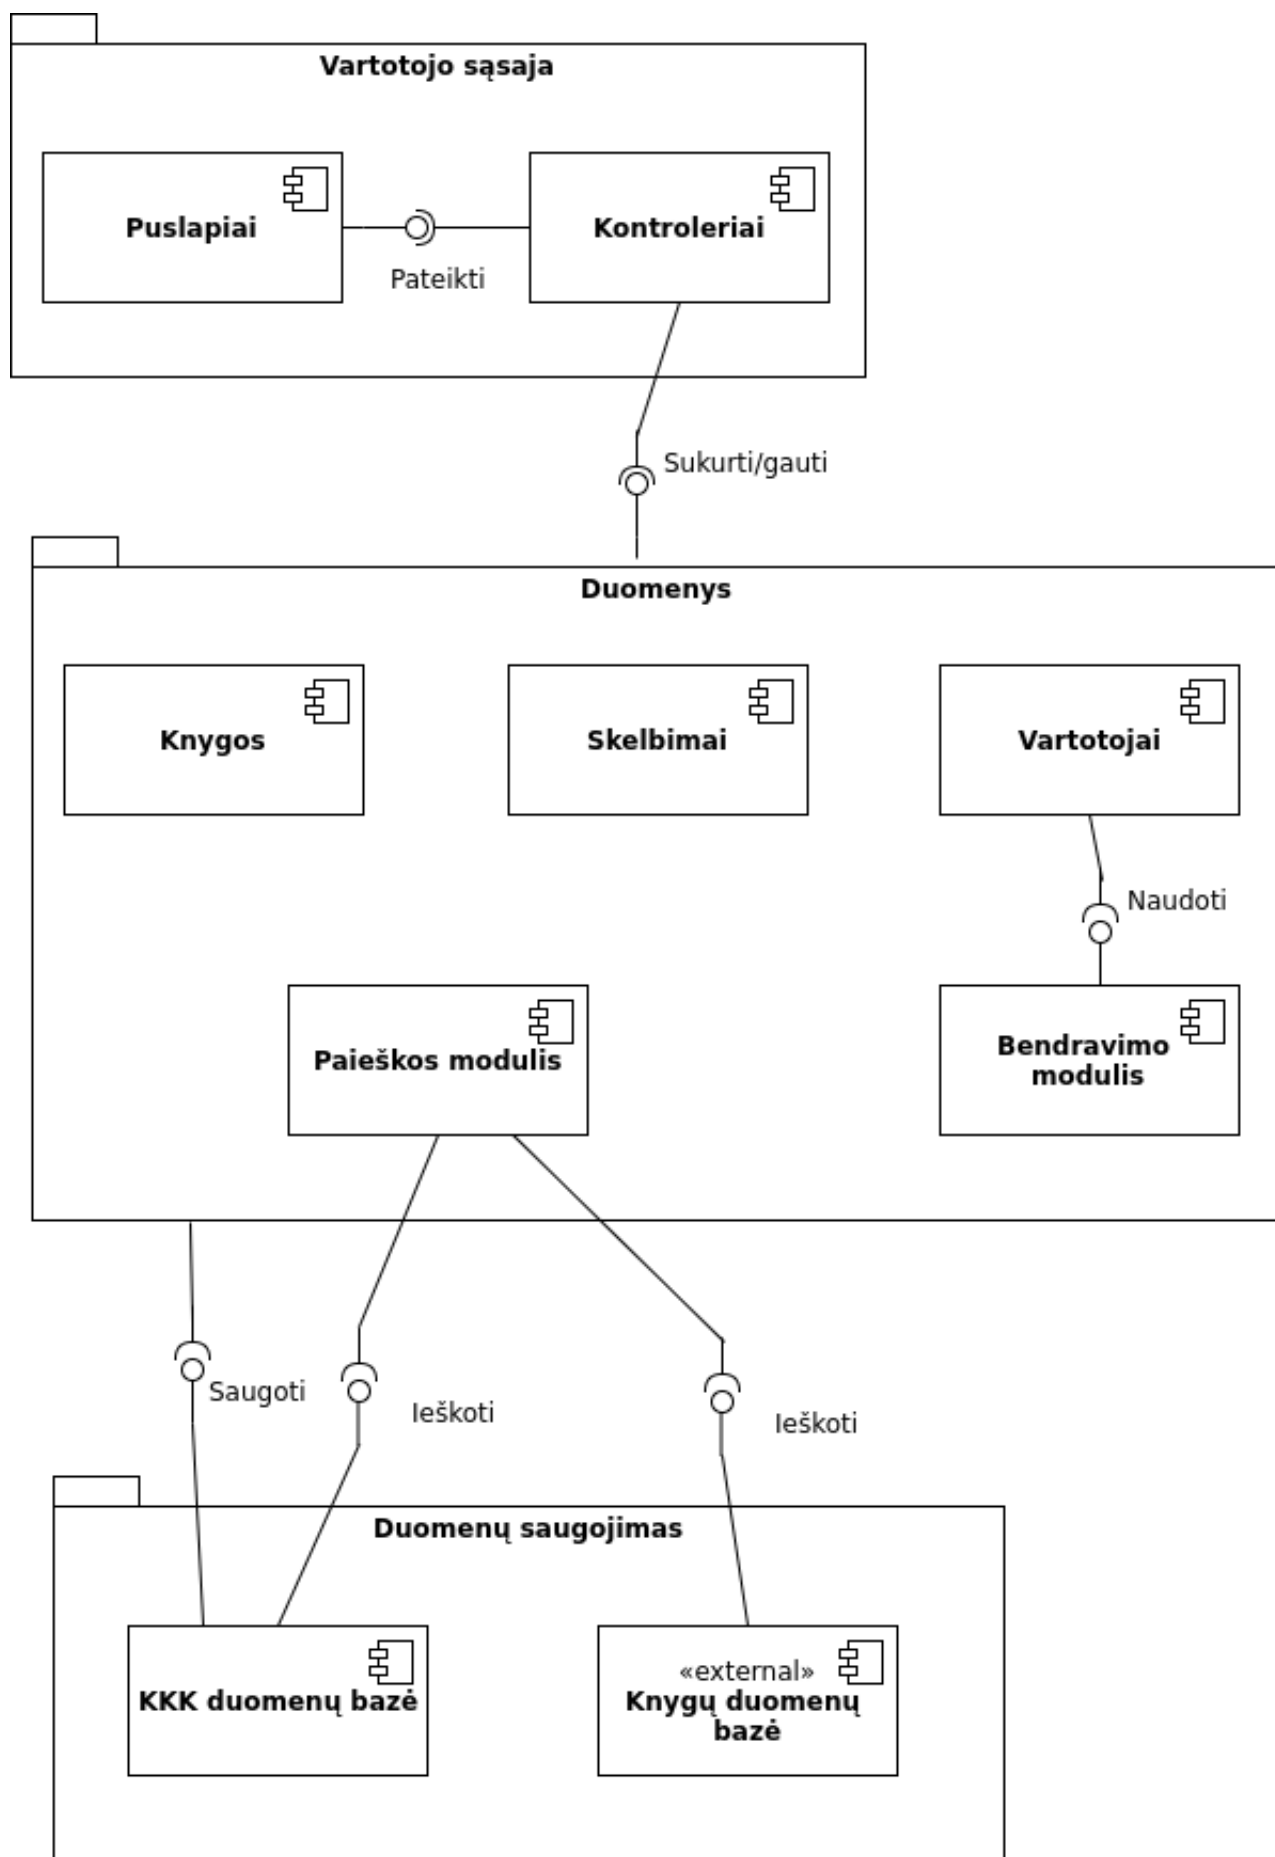 Vartotojo sąsaja
Puslapiai
Kontroleriai
Pateikti
Sukurti/gauti
Duomenys
Knygos
Skelbimai
Vartotojai
Naudoti
Paieškos modulis
Bendravimo
modulis
Saugoti
Ieškoti
Ieškoti
Duomenų saugojimas
KKK duomenų bazė
«external»
Knygų duomenų
bazė